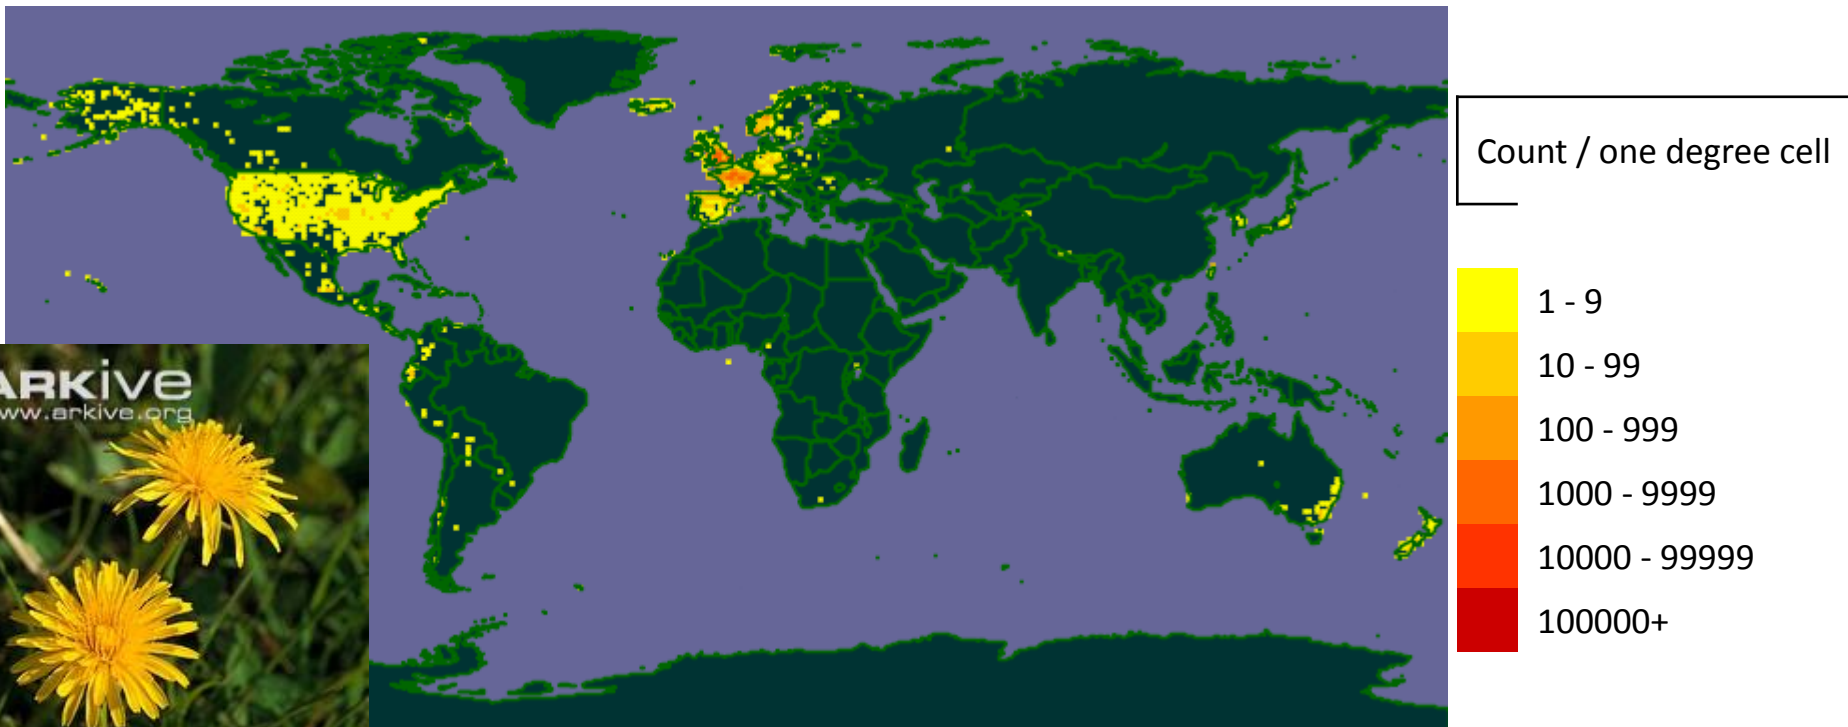 Count / one degree cell
1 - 9
10 - 99
100 - 999
1000 - 9999
10000 - 99999
100000+
ARKive
www.arkive.org